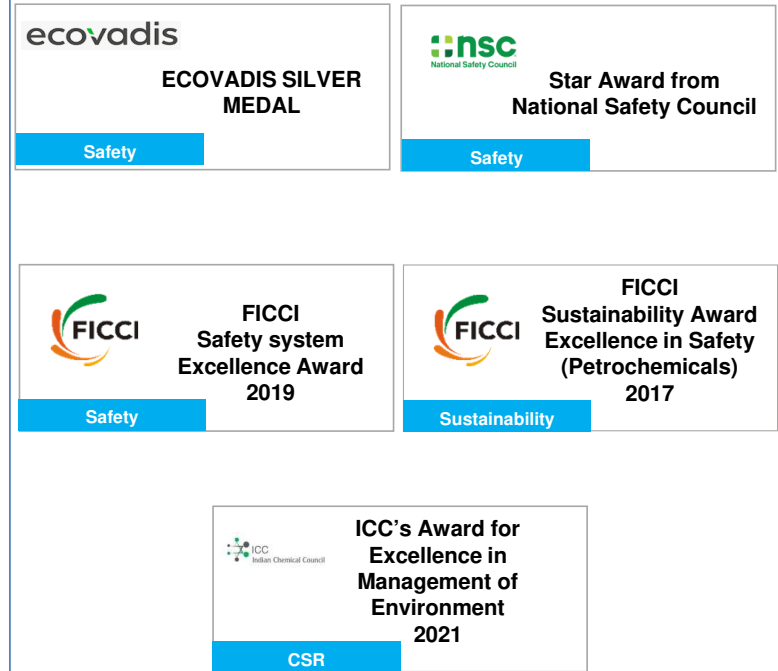 ecovadis
ECOVADIS SILVER
MEDAL
Safety
nsc
National Safety Council
Star Award from
National Safety Council
Safety
FICCI
FICCI
Safety system
Excellence Award
2019
Safety
FICCI
FICCI
Sustainability Award
Excellence in Safety
(Petrochemicals)
2017
Sustainability
ICC
Indian Chemical Council
ICC's Award for
Excellence in
Management of
Environment
2021
CSR